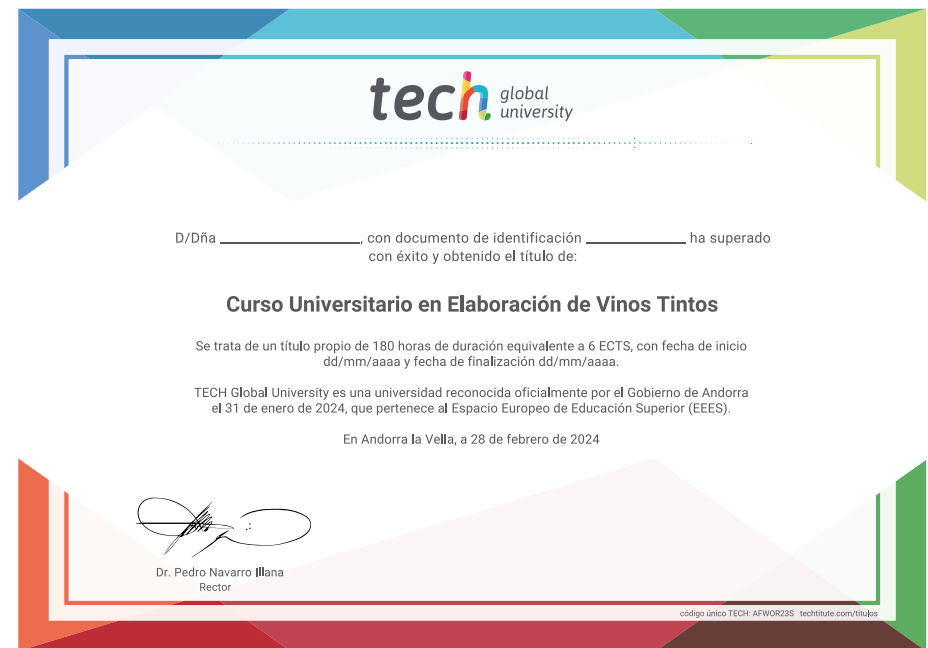 tech global university
D/Dña ____________, con documento de identificación ____________ ha superado
con éxito y obtenido el título de:
Curso Universitario en Elaboración de Vinos Tintos
Se trata de un título propio de 180 horas de duración equivalente a 6 ECTS, con fecha de inicio
dd/mm/aaaa y fecha de finalización dd/mm/aaaa.
TECH Global University es una universidad reconocida oficialmente por el Gobierno de Andorra
el 31 de enero de 2024, que pertenece al Espacio Europeo de Educación Superior (EEES).
En Andorra la Vella, a 28 de febrero de 2024
Dr. Pedro Navarro Illana
Rector
código único TECH: AFWOR23S techtitute.com/titulos